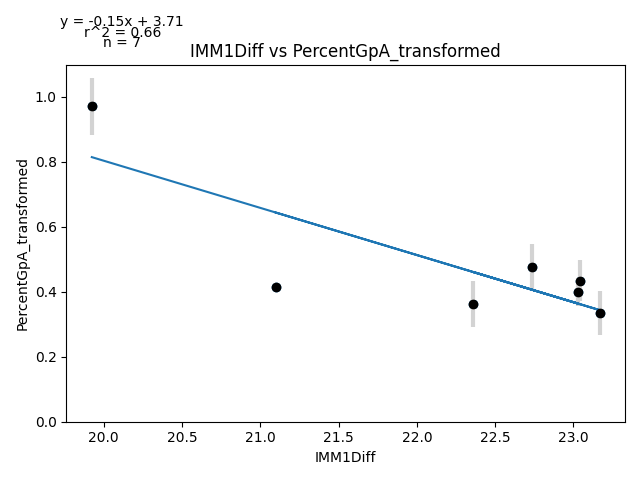 y = -0.15x + 3.71
r^2 = 0.66
n = 7
IMM1Diff vs PercentGpA_transformed
PercentGpA_transformed
1.0
0.8
0.6
0.4
0.2
0.0
20.0 20.5 21.0 21.5 22.0 22.5 23.0
IMM1Diff